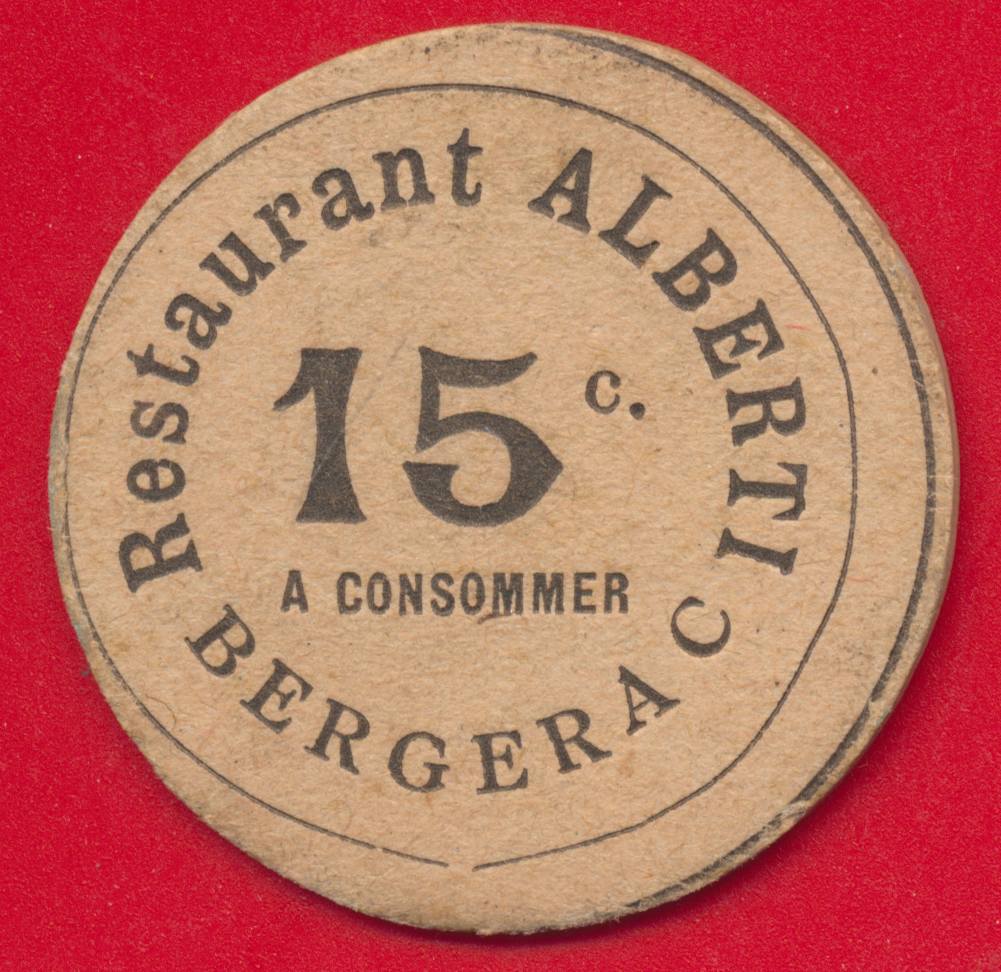 Restaurant ALBERTI
15 c.
A CONSOMMER
BERGERAC